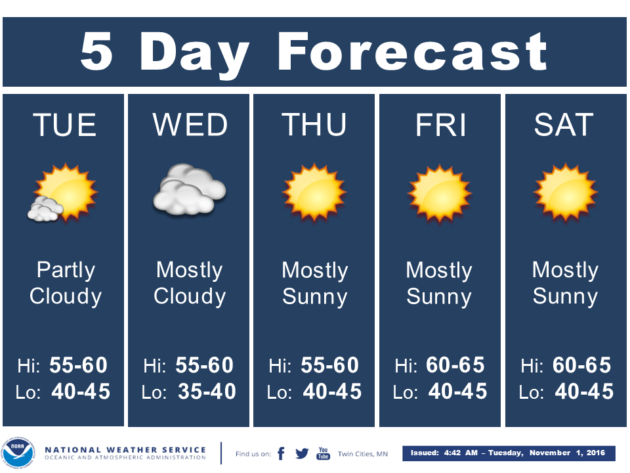 5 Day Forecast
TUE
Partly
Cloudy
Hi: 55-60
Lo: 40-45
WED
Mostly
Cloudy
Hi: 55-60
Lo: 35-40
THU
Mostly
Sunny
Hi: 55-60
Lo: 40-45
FRI
Mostly
Sunny
Hi: 60-65
Lo: 40-45
SAT
Mostly
Sunny
Hi: 60-65
Lo: 40-45
noaa
NATIONAL WEATHER SERVICE
OCEANIC AND ATMOSPHERIC ADMINISTRATION
Find us on:
f
You
Tube
Twin Cities, MN
Issued: 4:42 AM – Tuesday, November 1, 2016